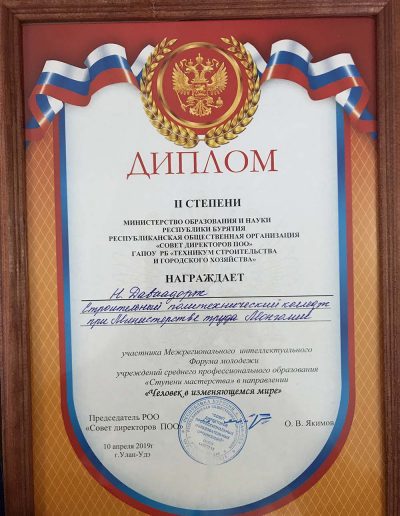 ДИПЛОМ
II СТЕПЕНИ
МИНИСТЕРСТВО ОБРАЗОВАНИЯ И НАУКИ
РЕСПУБЛИКИ БУРЯТИЯ
РЕСПУБЛИКАНСКАЯ ОБЩЕСТВЕННАЯ ОРГАНИЗАЦИЯ
«СОВЕТ ДИРЕКТОРОВ ПОО»
ГАПОУ РБ «ТЕХНИКУМ СТРОИТЕЛЬСТВА
И ГОРОДСКОГО ХОЗЯЙСТВА»
НАГРАЖДАЕТ
Н. Даваадорж
строительный политехнический колледж
при Министерстве труда Монголии
участника Межрегионального интеллектуального
Форума молодежи
учреждений среднего профессионального образования
«Ступени мастерства» в направлении
«Человек в изменяющемся мире»
Председатель РОО
«Совет директоров ПОО»
О. В. Якимов
10 апреля 2019г
г.Улан-Удэ